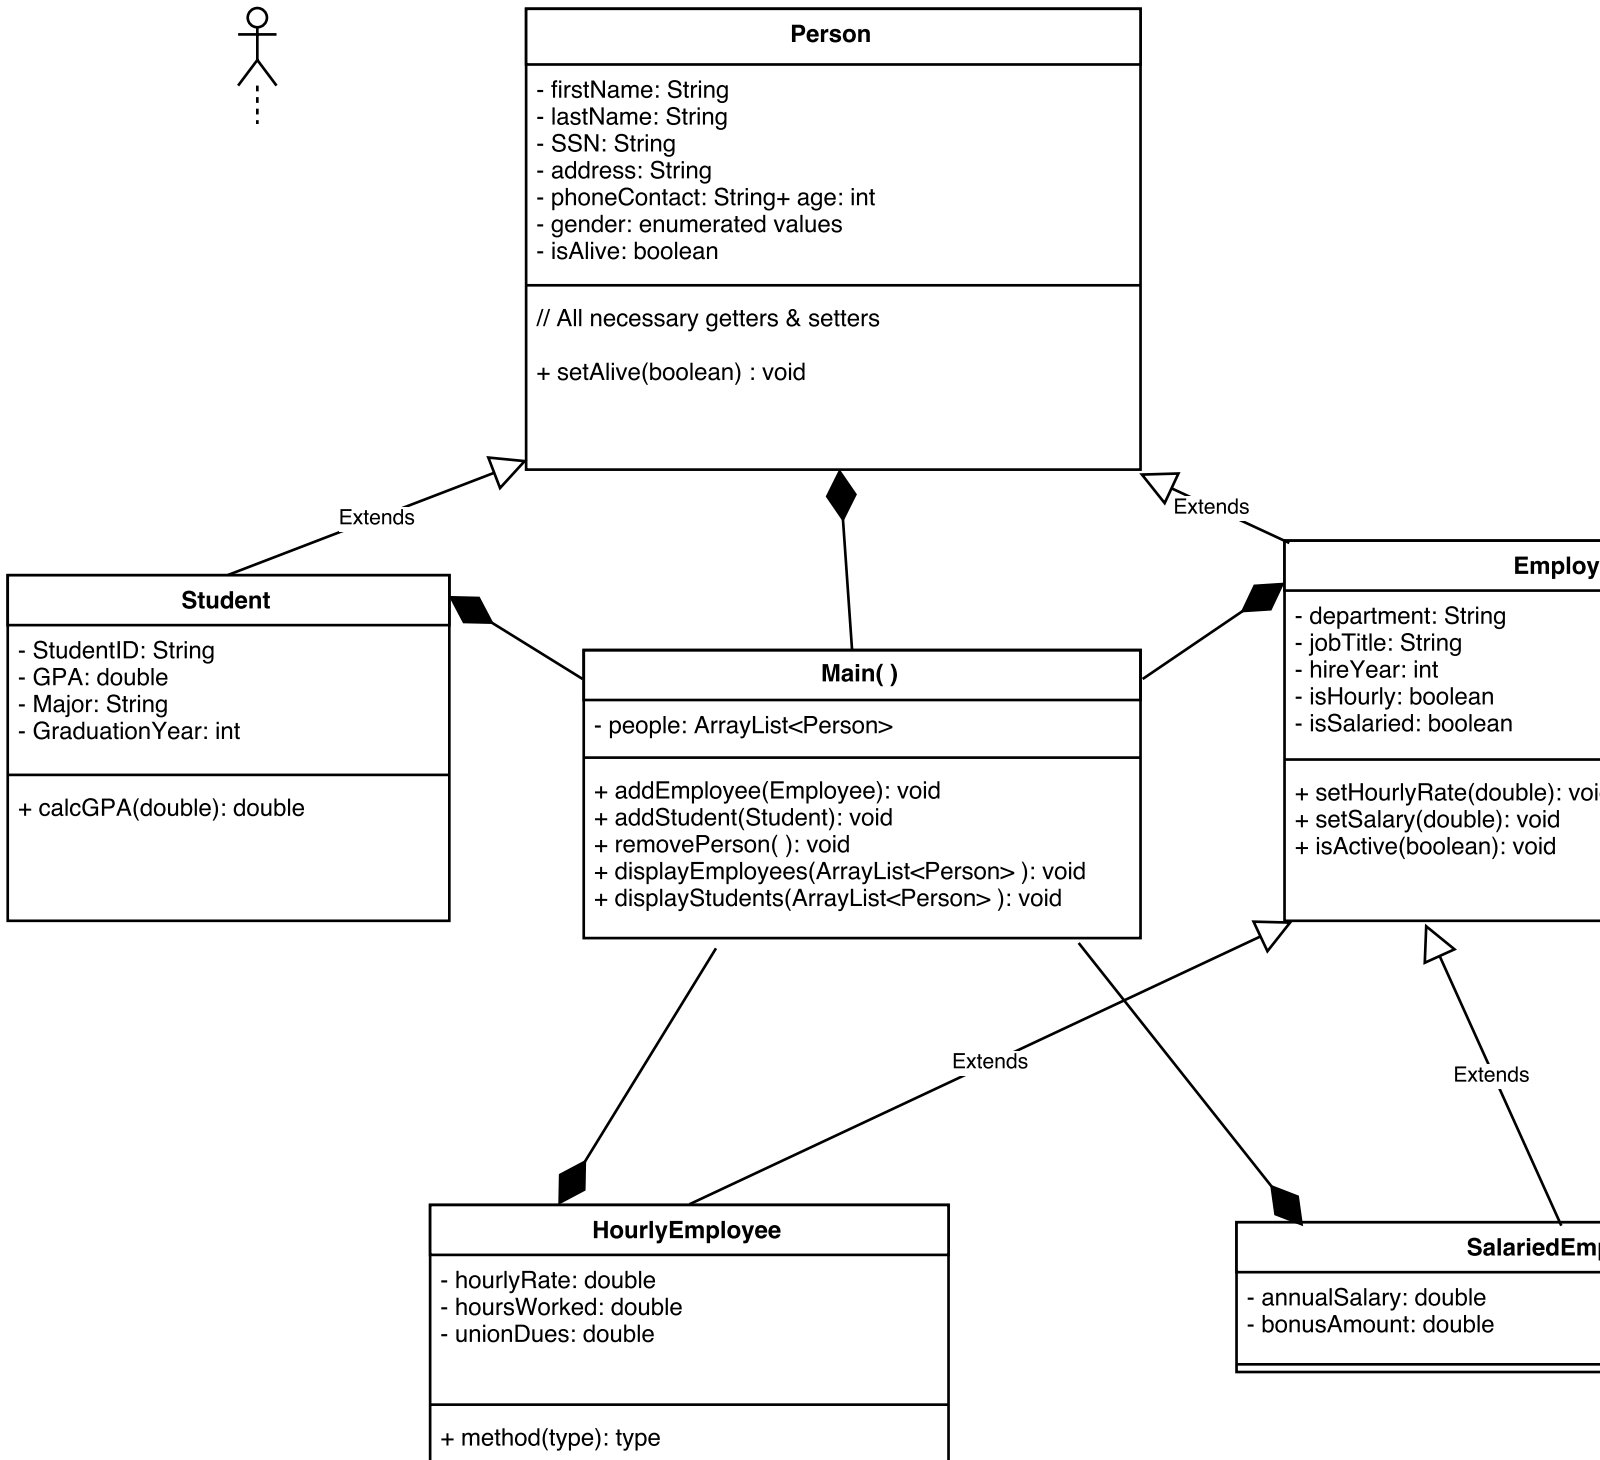 Person
- firstName: String
- lastName: String
- SSN: String
- address: String
- phoneContact: String+ age: int
- gender: enumerated values
- isAlive: boolean
// All necessary getters & setters
+ setAlive(boolean) : void
Extends
Extends
Student
- StudentID: String
- GPA: double
- Major: String
- GraduationYear: int
+ calcGPA(double): double
Main( )
- people: ArrayList<Person>
+ addEmployee(Employee): void
+ addStudent(Student): void
+ removePerson( ): void
+ displayEmployees(ArrayList<Person> ): void
+ displayStudents(ArrayList<Person> ): void
Employ
- department: String
- jobTitle: String
- hireYear: int
- isHourly: boolean
- isSalaried: boolean
+ setHourlyRate(double): voi
+ setSalary(double): void
+ isActive(boolean): void
Extends
Extends
HourlyEmployee
- hourlyRate: double
- hoursWorked: double
- unionDues: double
+ method(type): type
SalariedEmp
- annualSalary: double
- bonusAmount: double